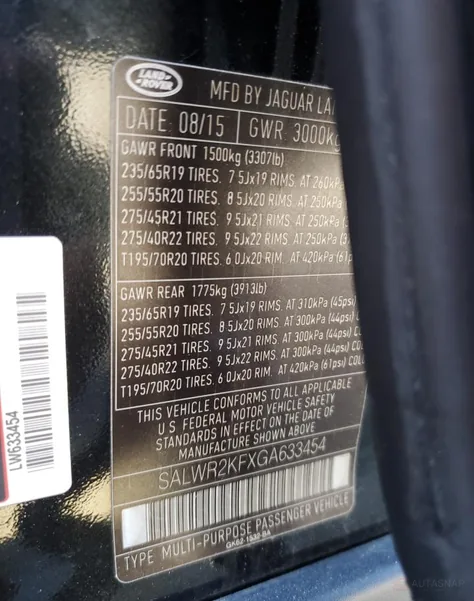 LAND
ROVER
MFD BY JAGUAR LA
DATE: 08/15
GWR: 3000kg
GAWR FRONT 1500kg (3307lb)
235/65R19 TIRES. 7 5Jx19 RIMS. AT 260kPa
255/55R20 TIRES. 8 5Jx20 RIMS. AT 250kPa
275/45R21 TIRES. 9 5Jx21 RIMS. AT 250kPa
275/40R22 TIRES. 9 5Jx22 RIMS. AT 250kPa
T195/70R20 TIRES. 6 0Jx20 RIM. AT 420kPa (61
GAWR REAR 1775kg (3913lb)
235/65R19 TIRES. 7 5Jx19 RIMS. AT 310kPa (45psi)
255/55R20 TIRES. 8 5Jx20 RIMS. AT 300kPa (44psi) C
275/45R21 TIRES. 9 5Jx21 RIMS. AT 300kPa (44psi) CO
275/40R22 TIRES. 9 5Jx22 RIMS. AT 300kPa (44psi) COL
T195/70R20 TIRES. 6 0Jx20 RIM. AT 420kPa (61psi) COL
THIS VEHICLE CONFORMS TO ALL APPLICABLE
U S FEDERAL MOTOR VEHICLE SAFETY
STANDARDS IN EFFECT ON THE DATE OF
MANUFACTURE SHOWN ABOVE
SALWR2KFXGA633454
TYPE: MULTI-PURPOSE PASSENGER VEHICLE
LW633454